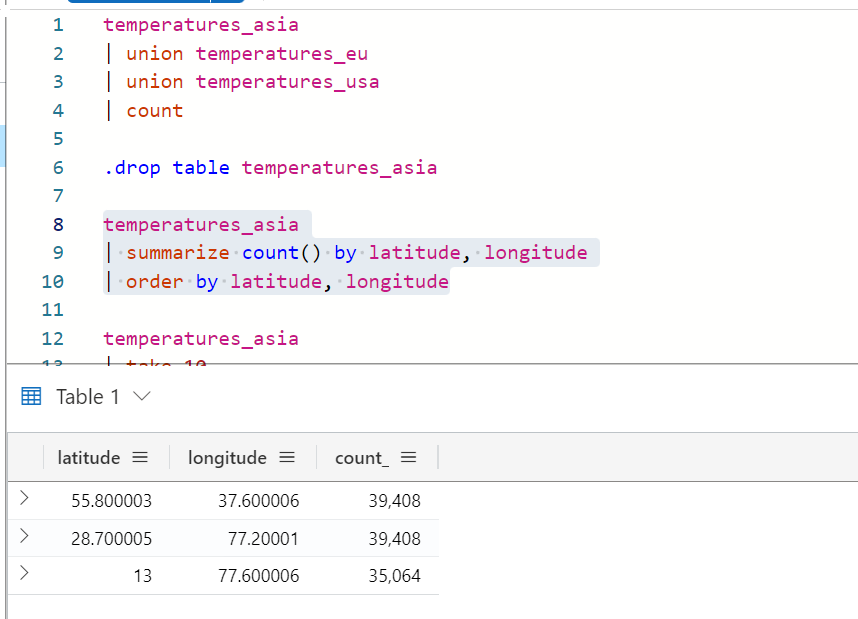 1 temperatures_asia
2 | union temperatures_eu
3 | union temperatures_usa
4 | count
5
6 .drop table temperatures_asia
7
8 temperatures_asia
9 | summarize count() by latitude, longitude
10 | order by latitude, longitude
11
12 temperatures_asia
13 | take 10
Table 1
latitude longitude count_
55.800003 37.600006 39,408
28.700005 77.20001 39,408
13 77.600006 35,064